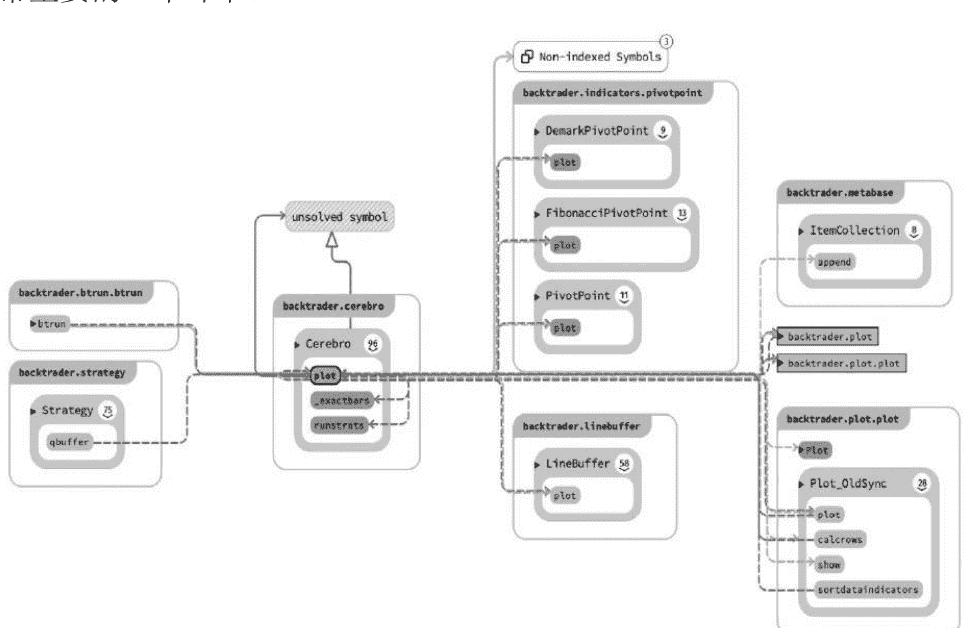 Non-indexed Symbols
3
backtrader.indicators.pivotpoint
DemarkPivotPoint 9
plot
FibonacciPivotPoint 13
plot
PivotPoint 11
plot
backtrader.metabase
ItemCollection 8
append
unsolved symbol
backtrader.btrun.btrun
btrun
backtrader.cerebro
Cerebro 96
plot
_exactbars
runstrats
backtrader.strategy
Strategy 75
qbuffer
backtrader.plot
backtrader.plot.plot
backtrader.linebuffer
LineBuffer 58
plot
backtrader.plot.plot
Plot
Plot_OldSync 28
plot
calcrows
show
sortdataindicators